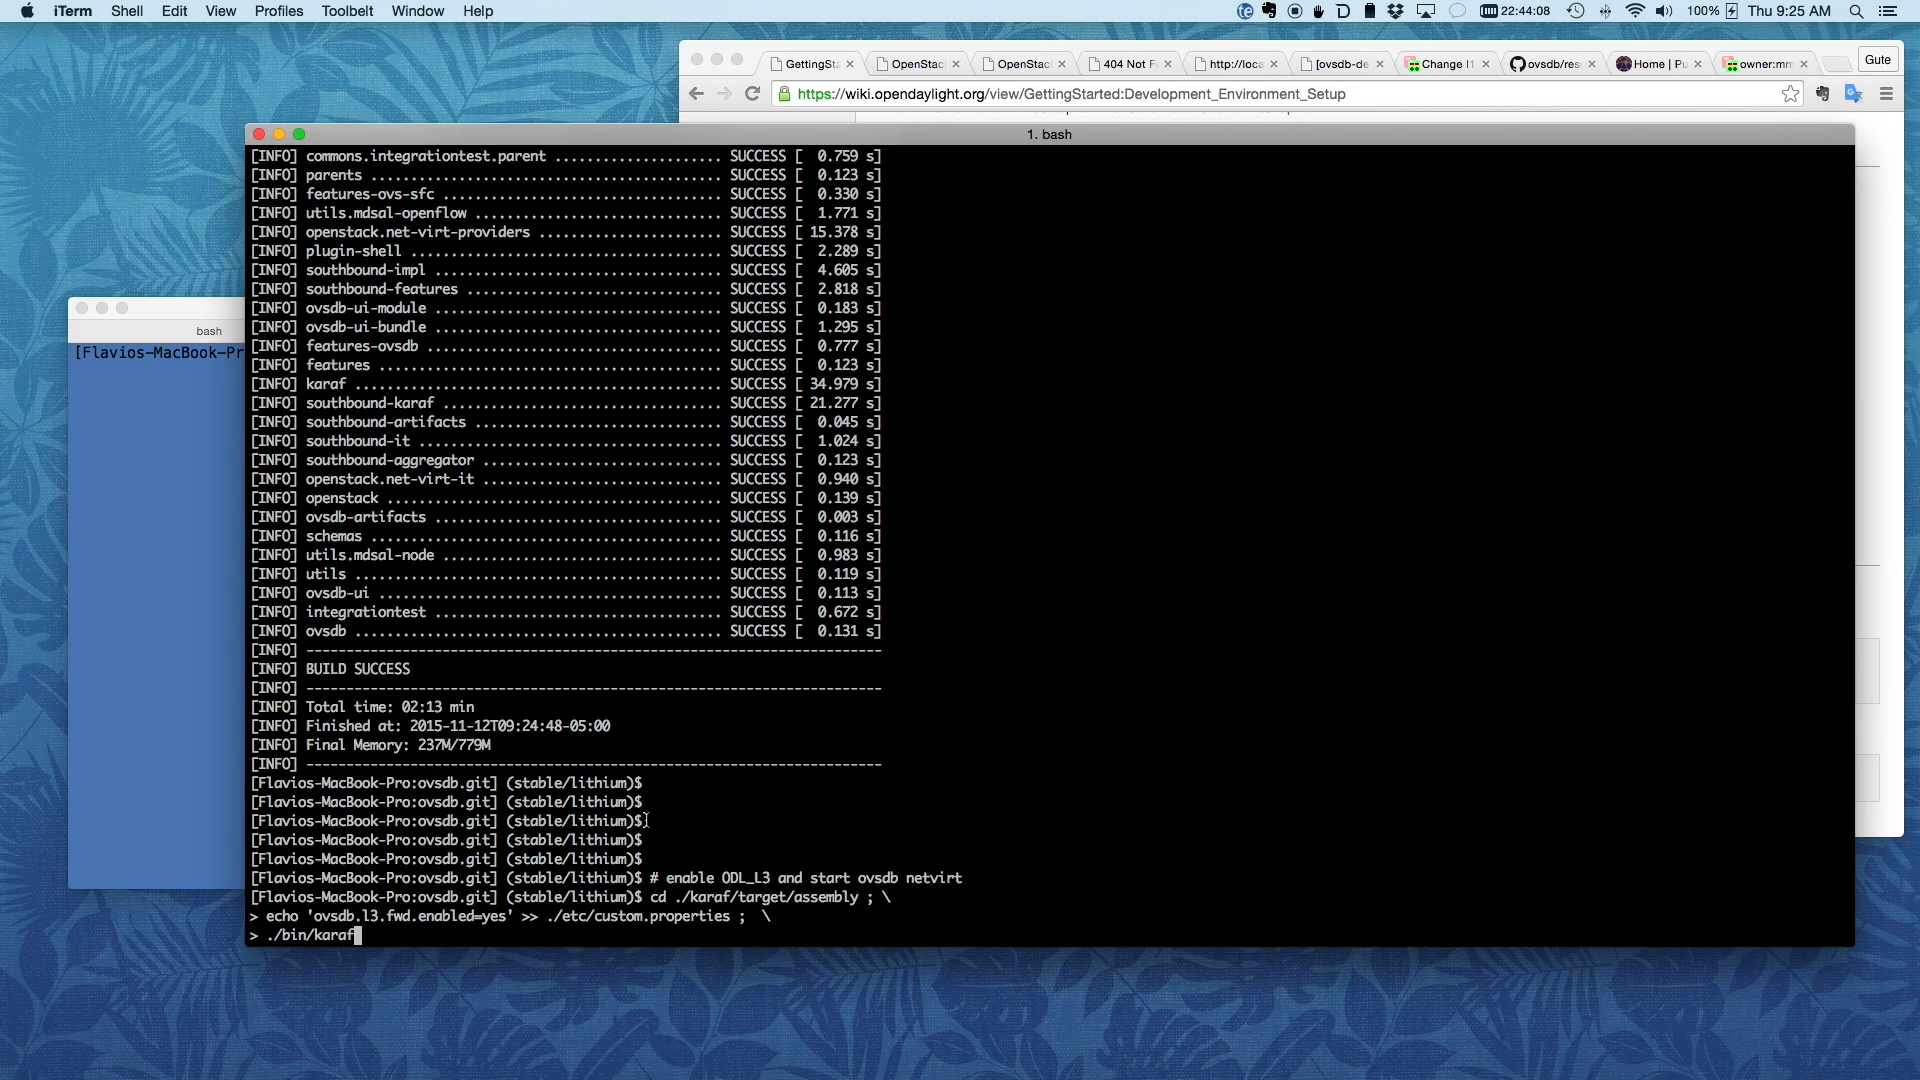 iTerm Shell Edit View Profiles Toolbelt Window Help
22:44:08 100% Thu 9:25 AM
GettingSta OpenStac OpenStac 404 Not F http://loca [ovsdb-de Change I1 ovsdb/res Home | Pu owner:mm Gute
https://wiki.opendaylight.org/view/GettingStarted:Development_Environment_Setup
1. bash
bash
[Flavios-MacBook-Pr
[INFO] commons.integrationtest.parent ..................... SUCCESS [  0.759 s]
[INFO] parents ............................................ SUCCESS [  0.123 s]
[INFO] features-ovs-sfc ................................... SUCCESS [  0.330 s]
[INFO] utils.mdsal-openflow ............................... SUCCESS [  1.771 s]
[INFO] openstack.net-virt-providers ....................... SUCCESS [ 15.378 s]
[INFO] plugin-shell ....................................... SUCCESS [  2.289 s]
[INFO] southbound-impl .................................... SUCCESS [  4.605 s]
[INFO] southbound-features ................................ SUCCESS [  2.818 s]
[INFO] ovsdb-ui-module .................................... SUCCESS [  0.183 s]
[INFO] ovsdb-ui-bundle .................................... SUCCESS [  1.295 s]
[INFO] features-ovsdb ..................................... SUCCESS [  0.777 s]
[INFO] features ........................................... SUCCESS [  0.123 s]
[INFO] karaf .............................................. SUCCESS [ 34.979 s]
[INFO] southbound-karaf ................................... SUCCESS [ 21.277 s]
[INFO] southbound-artifacts ............................... SUCCESS [  0.045 s]
[INFO] southbound-it ...................................... SUCCESS [  1.024 s]
[INFO] southbound-aggregator .............................. SUCCESS [  0.123 s]
[INFO] openstack.net-virt-it .............................. SUCCESS [  0.940 s]
[INFO] openstack .......................................... SUCCESS [  0.139 s]
[INFO] ovsdb-artifacts .................................... SUCCESS [  0.003 s]
[INFO] schemas ............................................ SUCCESS [  0.116 s]
[INFO] utils.mdsal-node ................................... SUCCESS [  0.983 s]
[INFO] utils .............................................. SUCCESS [  0.119 s]
[INFO] ovsdb-ui ........................................... SUCCESS [  0.113 s]
[INFO] integrationtest .................................... SUCCESS [  0.672 s]
[INFO] ovsdb .............................................. SUCCESS [  0.131 s]
[INFO] ------------------------------------------------------------------------
[INFO] BUILD SUCCESS
[INFO] ------------------------------------------------------------------------
[INFO] Total time: 02:13 min
[INFO] Finished at: 2015-11-12T09:24:48-05:00
[INFO] Final Memory: 237M/779M
[INFO] ------------------------------------------------------------------------
[Flavios-MacBook-Pro:ovsdb.git] (stable/lithium)$
[Flavios-MacBook-Pro:ovsdb.git] (stable/lithium)$
[Flavios-MacBook-Pro:ovsdb.git] (stable/lithium)$
[Flavios-MacBook-Pro:ovsdb.git] (stable/lithium)$
[Flavios-MacBook-Pro:ovsdb.git] (stable/lithium)$
[Flavios-MacBook-Pro:ovsdb.git] (stable/lithium)$ # enable ODL_L3 and start ovsdb netvirt
[Flavios-MacBook-Pro:ovsdb.git] (stable/lithium)$ cd ./karaf/target/assembly ; \
> echo 'ovsdb.l3.fwd.enabled=yes' >> ./etc/custom.properties ;  \
> ./bin/karaf